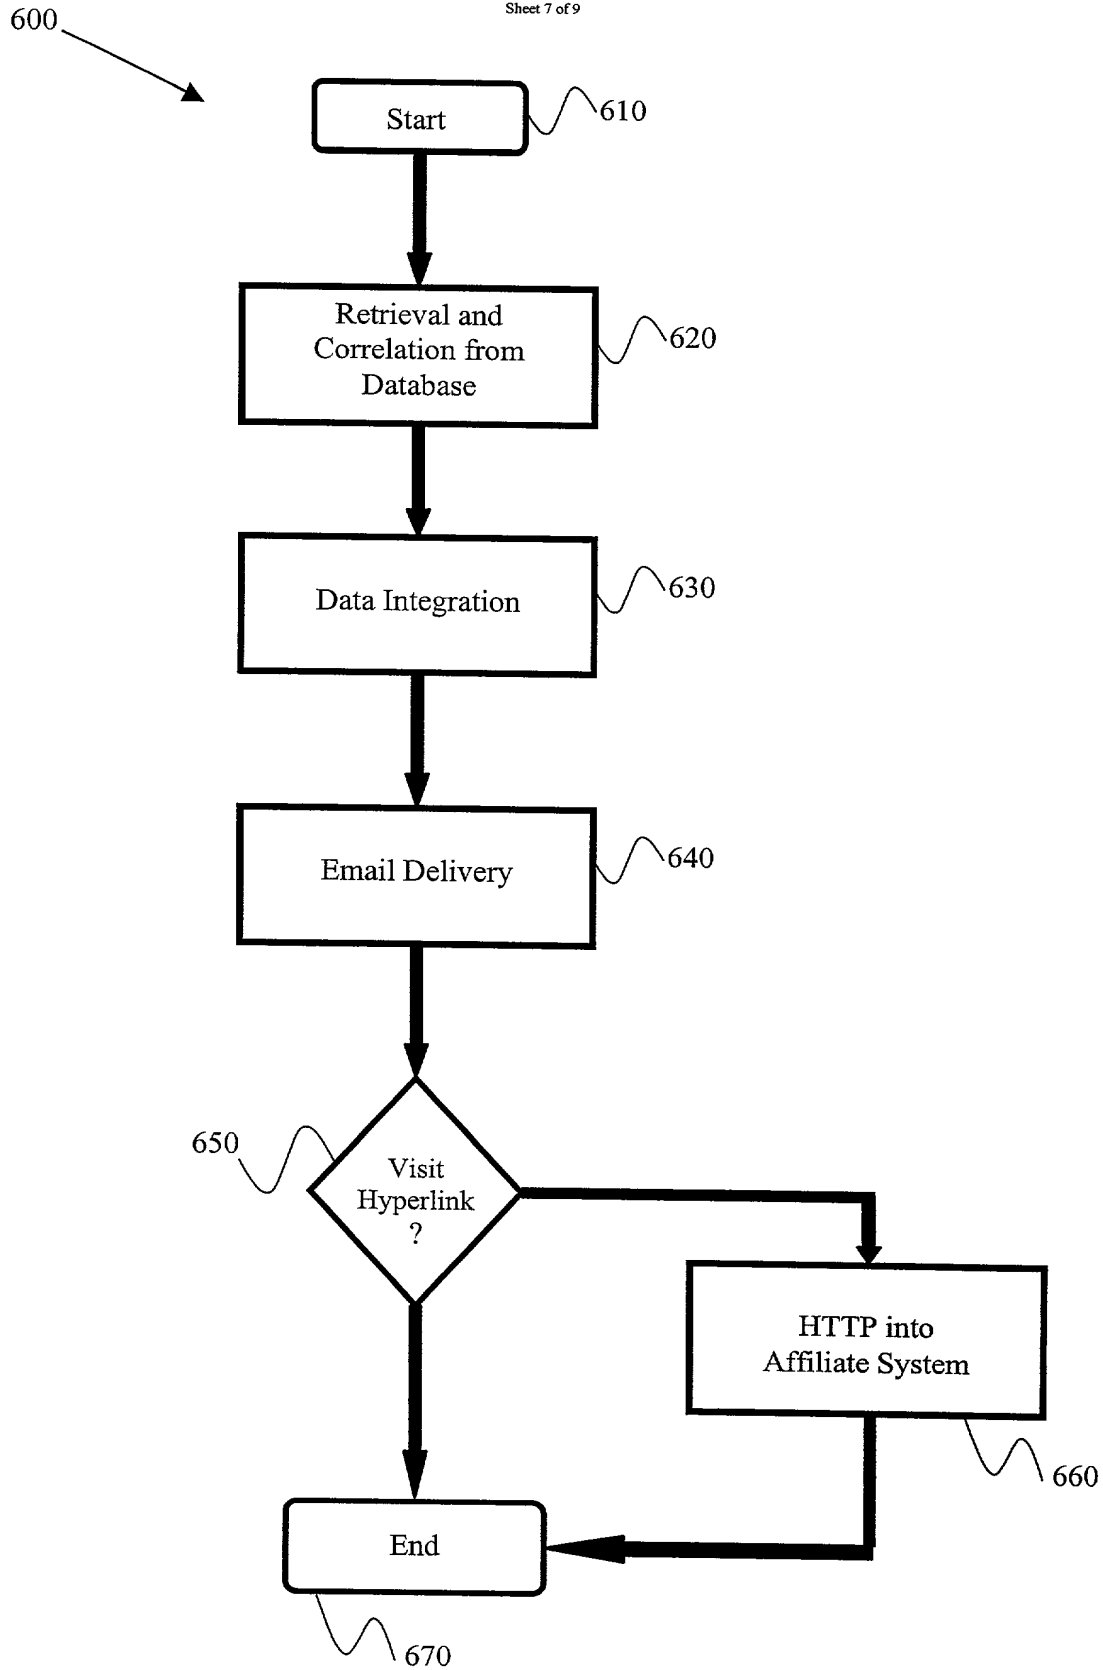 Sheet 7 of 9
600
Start
610
Retrieval and
Correlation from
Database
620
Data Integration
630
Email Delivery
640
650
Visit
Hyperlink
?
HTTP into
Affiliate System
660
End
670